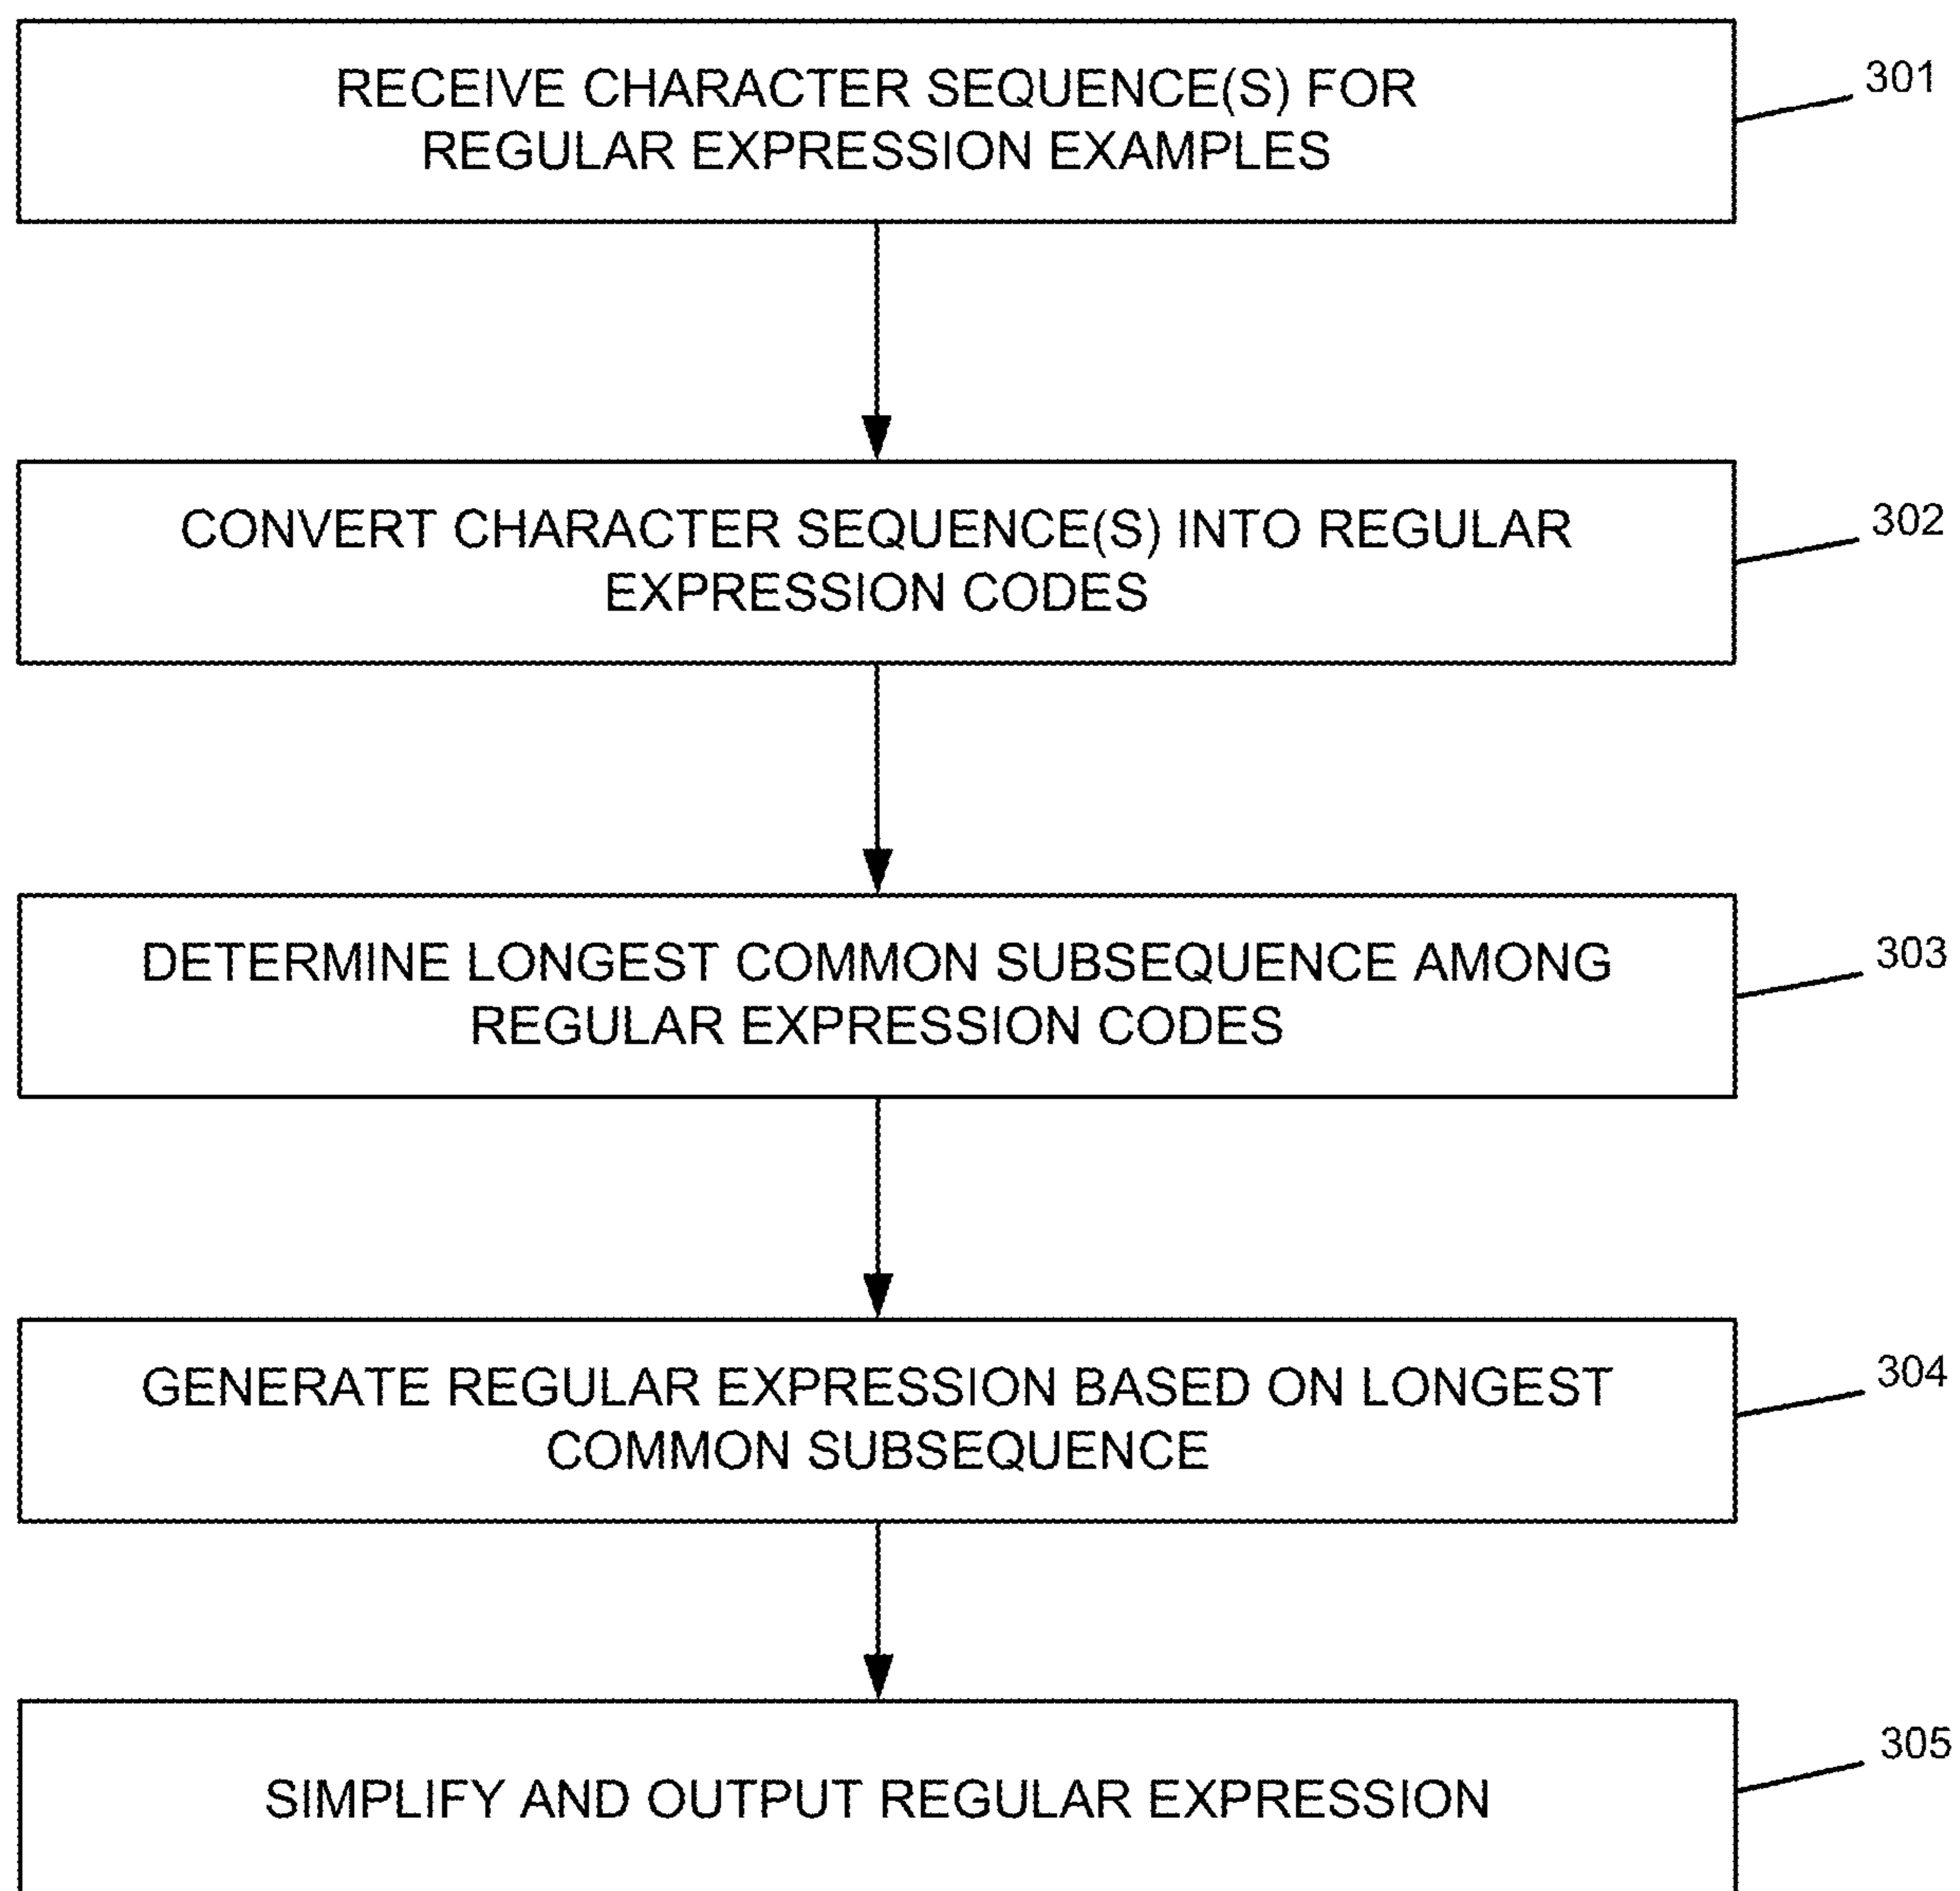 RECEIVE CHARACTER SEQUENCE(S) FOR
REGULAR EXPRESSION EXAMPLES
301
CONVERT CHARACTER SEQUENCE(S) INTO REGULAR
EXPRESSION CODES
302
DETERMINE LONGEST COMMON SUBSEQUENCE AMONG
REGULAR EXPRESSION CODES
303
GENERATE REGULAR EXPRESSION BASED ON LONGEST
COMMON SUBSEQUENCE
304
SIMPLIFY AND OUTPUT REGULAR EXPRESSION
305